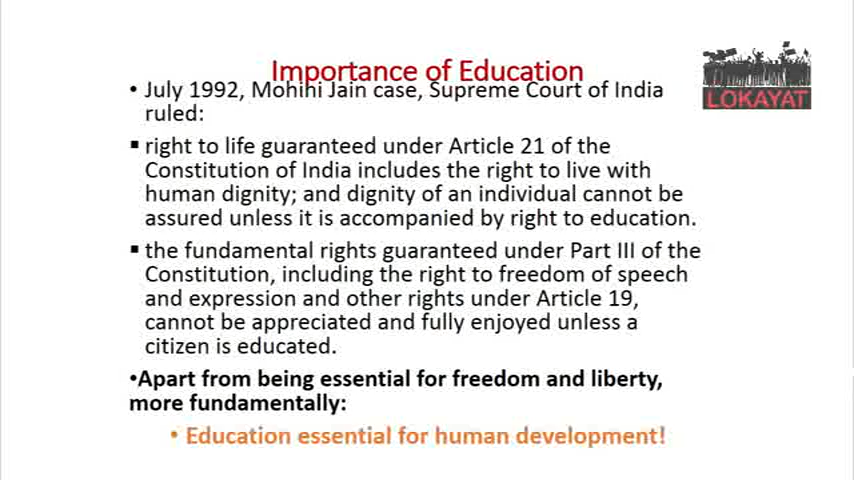 Importance of Education
LOKAYAT
• July 1992, Mohihi Jain case, Supreme Court of India
ruled:
▪ right to life guaranteed under Article 21 of the
Constitution of India includes the right to live with
human dignity; and dignity of an individual cannot be
assured unless it is accompanied by right to education.
▪ the fundamental rights guaranteed under Part III of the
Constitution, including the right to freedom of speech
and expression and other rights under Article 19,
cannot be appreciated and fully enjoyed unless a
citizen is educated.
•Apart from being essential for freedom and liberty,
more fundamentally:
• Education essential for human development!